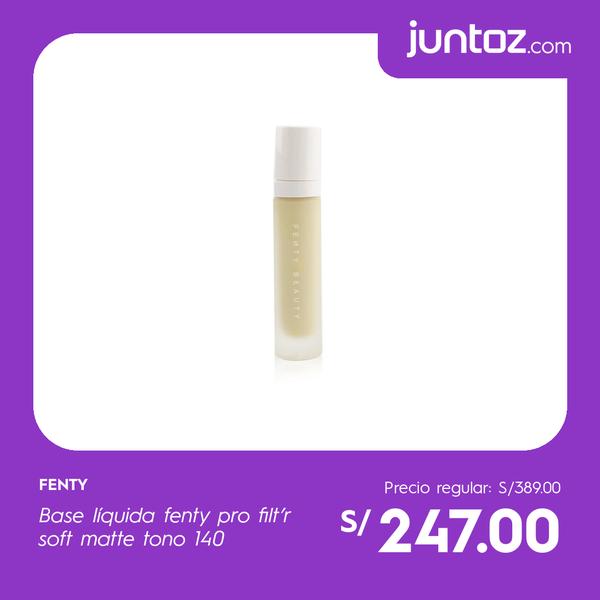 juntoz.com
FENTY BEAUTY
FENTY
Precio regular: S/389.00
Base líquida fenty pro filt'r
soft matte tono 140
S/ 247.00